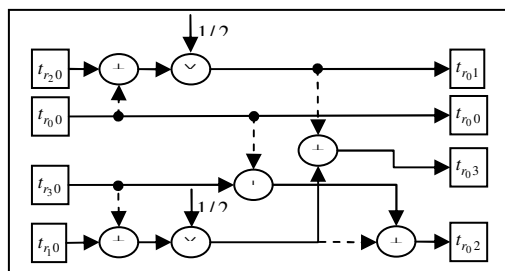 1/2
t_{r_2}0 + × t_{r_0}1
t_{r_0}0 t_{r_0}0
+ t_{r_0}3
t_{r_3}0
1/2
t_{r_1}0 + × + t_{r_0}2